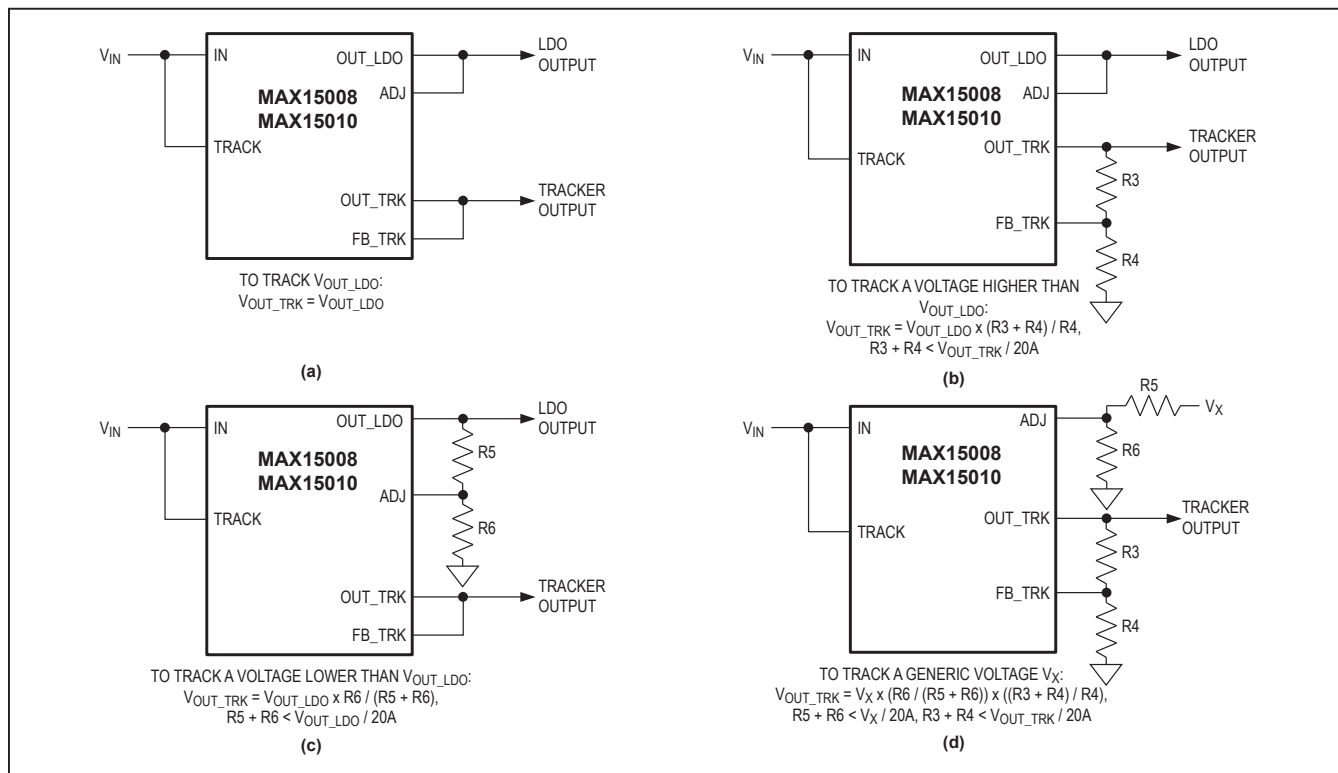 VIN
IN
OUT_LDO
LDO
OUTPUT
ADJ
MAX15008
MAX15010
TRACK
OUT_TRK
TRACKER
OUTPUT
FB_TRK
TO TRACK VOUT_LDO:
VOUT_TRK = VOUT_LDO
(a)
VIN
IN
OUT_LDO
LDO
OUTPUT
ADJ
MAX15008
MAX15010
TRACK
OUT_TRK
TRACKER
OUTPUT
R3
FB_TRK
R4
TO TRACK A VOLTAGE HIGHER THAN
VOUT_LDO:
VOUT_TRK = VOUT_LDO x (R3 + R4) / R4,
R3 + R4 < VOUT_TRK / 20A
(b)
VIN
IN
OUT_LDO
LDO
OUTPUT
R5
MAX15008
MAX15010
ADJ
R6
TRACK
OUT_TRK
TRACKER
OUTPUT
FB_TRK
TO TRACK A VOLTAGE LOWER THAN VOUT_LDO:
VOUT_TRK = VOUT_LDO x R6 / (R5 + R6),
R5 + R6 < VOUT_LDO / 20A
(c)
R5
VX
VIN
IN
ADJ
R6
MAX15008
MAX15010
TRACK
OUT_TRK
TRACKER
OUTPUT
R3
FB_TRK
R4
TO TRACK A GENERIC VOLTAGE VX:
VOUT_TRK = VX x (R6 / (R5 + R6)) x ((R3 + R4) / R4),
R5 + R6 < VX / 20A, R3 + R4 < VOUT_TRK / 20A
(d)